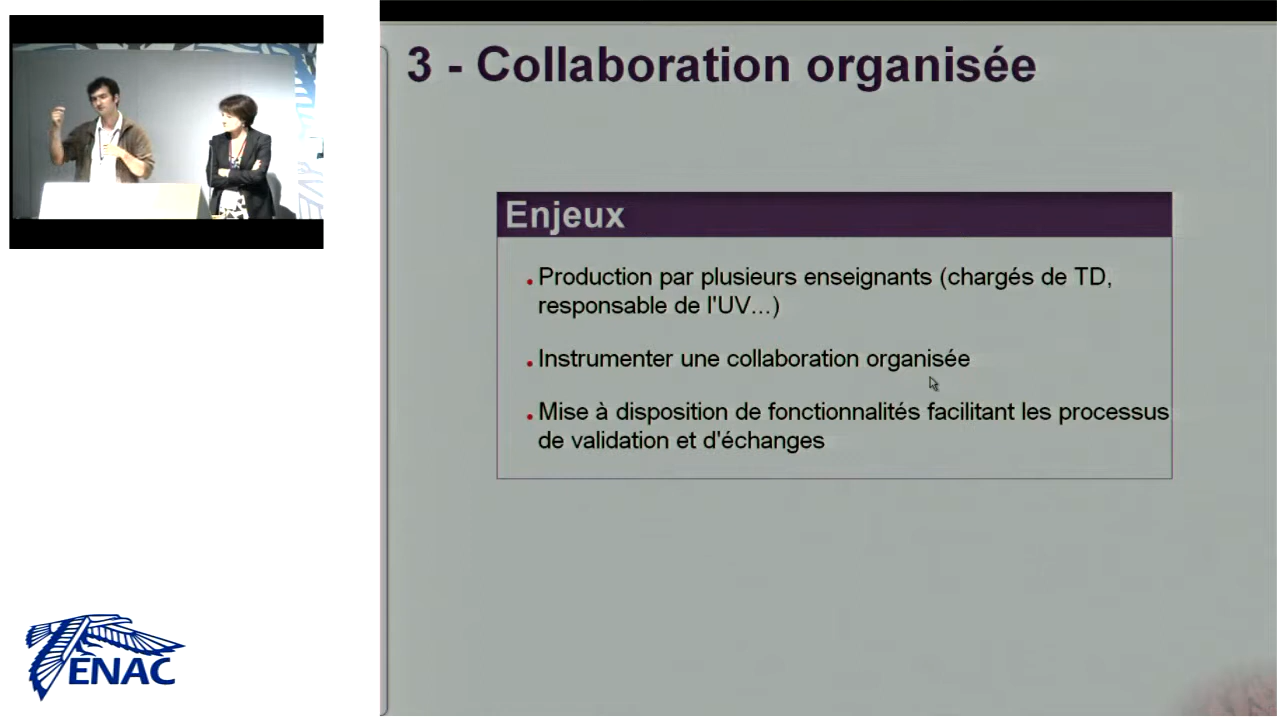 3 - Collaboration organisée
Enjeux
Production par plusieurs enseignants (chargés de TD,
responsable de l'UV...)
Instrumenter une collaboration organisée
Mise à disposition de fonctionnalités facilitant les processus
de validation et d'échanges
ENAC